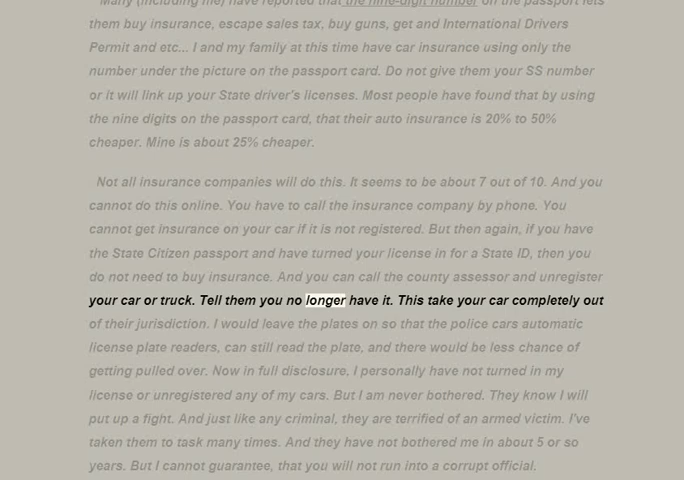 Many (including me) have reported that the nine-digit number on the passport lets
them buy insurance, escape sales tax, buy guns, get and International Drivers
Permit and etc... I and my family at this time have car insurance using only the
number under the picture on the passport card. Do not give them your SS number
or it will link up your State driver's licenses. Most people have found that by using
the nine digits on the passport card, that their auto insurance is 20% to 50%
cheaper. Mine is about 25% cheaper.
Not all insurance companies will do this. It seems to be about 7 out of 10. And you
cannot do this online. You have to call the insurance company by phone. You
cannot get insurance on your car if it is not registered. But then again, if you have
the State Citizen passport and have turned your license in for a State ID, then you
do not need to buy insurance. And you can call the county assessor and unregister
your car or truck. Tell them you no longer have it. This take your car completely out
of their jurisdiction. I would leave the plates on so that the police cars automatic
license plate readers, can still read the plate, and there would be less chance of
getting pulled over. Now in full disclosure, I personally have not turned in my
license or unregistered any of my cars. But I am never bothered. They know I will
put up a fight. And just like any criminal, they are terrified of an armed victim. I've
taken them to task many times. And they have not bothered me in about 5 or so
years. But I cannot guarantee, that you will not run into a corrupt official.